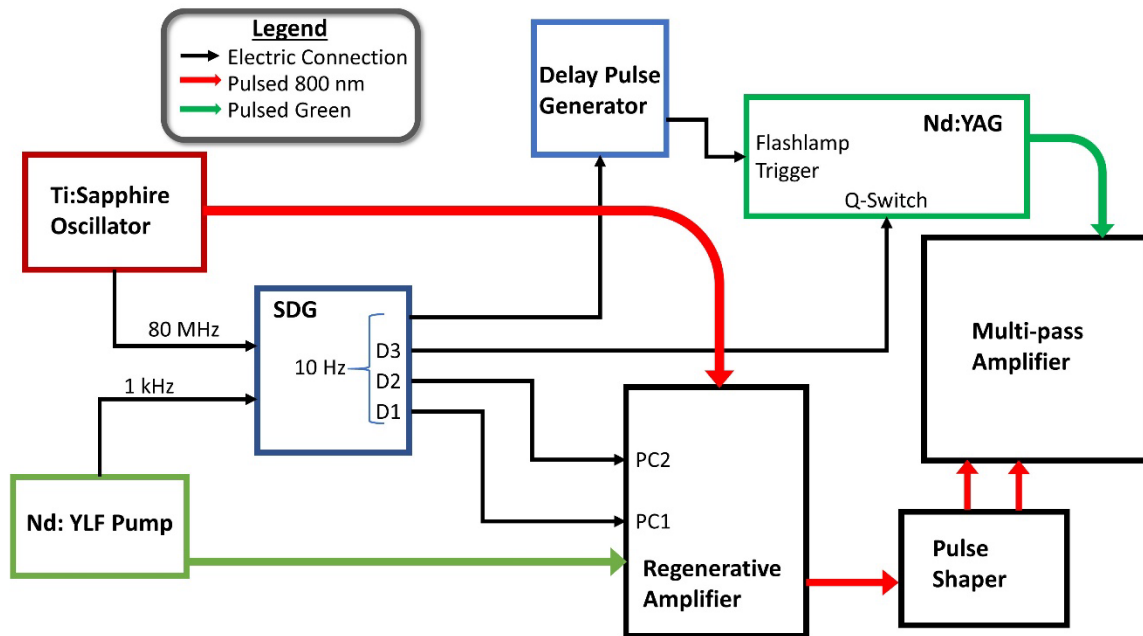 Legend
Electric Connection
Pulsed 800 nm
Pulsed Green
Delay Pulse
Generator
Nd:YAG
Flashlamp
Trigger
Q-Switch
Ti:Sapphire
Oscillator
80 MHz
1 kHz
SDG
10 Hz
D3
D2
D1
Multi-pass
Amplifier
PC2
PC1
Regenerative
Amplifier
Nd: YLF Pump
Pulse
Shaper